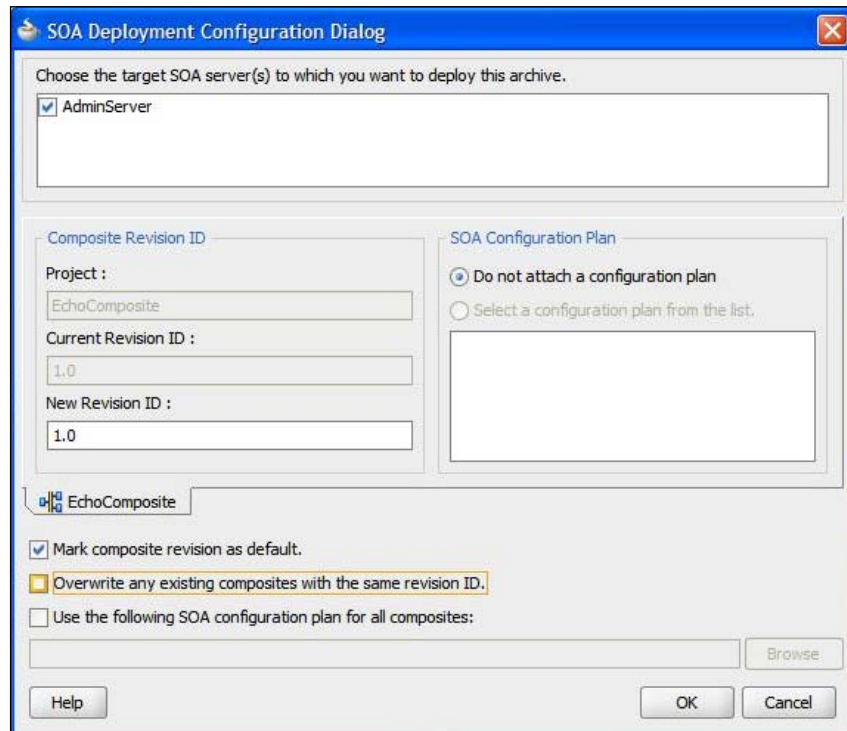 SOA Deployment Configuration Dialog
Choose the target SOA server(s) to which you want to deploy this archive.
AdminServer
Composite Revision ID
Project :
EchoComposite
Current Revision ID :
1.0
New Revision ID :
1.0
SOA Configuration Plan
Do not attach a configuration plan
Select a configuration plan from the list.
EchoComposite
Mark composite revision as default.
Overwrite any existing composites with the same revision ID.
Use the following SOA configuration plan for all composites:
Browse
Help
OK
Cancel